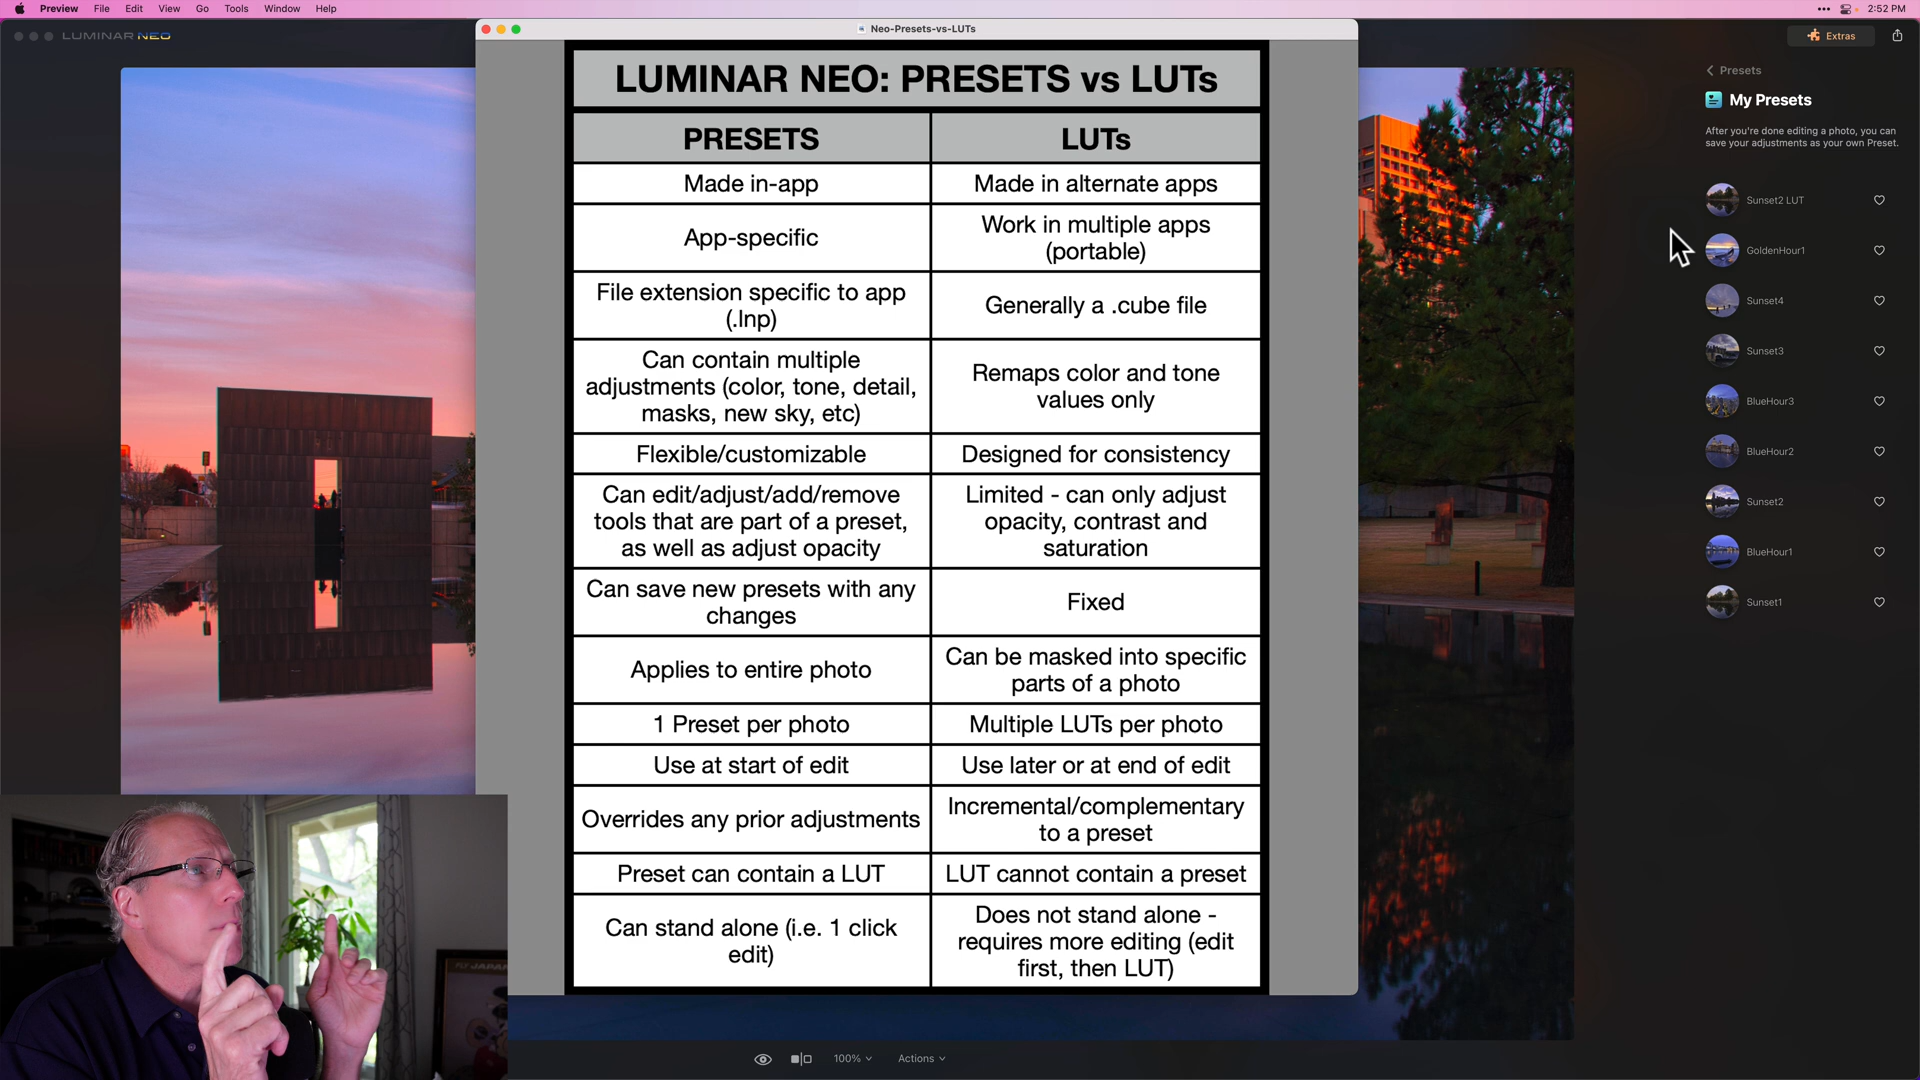 Preview File Edit View Go Tools Window Help
2:52 PM
LUMINAR NEO
Neo-Presets-vs-LUTs
Extras
LUMINAR NEO: PRESETS vs LUTs
PRESETS
LUTs
Made in-app
Made in alternate apps
App-specific
Work in multiple apps
(portable)
File extension specific to app
(.lnp)
Generally a .cube file
Can contain multiple
adjustments (color, tone, detail,
masks, new sky, etc)
Remaps color and tone
values only
Flexible/customizable
Designed for consistency
Can edit/adjust/add/remove
tools that are part of a preset,
as well as adjust opacity
Limited - can only adjust
opacity, contrast and
saturation
Can save new presets with any
changes
Fixed
Applies to entire photo
Can be masked into specific
parts of a photo
1 Preset per photo
Multiple LUTs per photo
Use at start of edit
Use later or at end of edit
Overrides any prior adjustments
Incremental/complementary
to a preset
Preset can contain a LUT
LUT cannot contain a preset
Can stand alone (i.e. 1 click
edit)
Does not stand alone -
requires more editing (edit
first, then LUT)
Presets
My Presets
After you're done editing a photo, you can
save your adjustments as your own Preset.
Sunset2 LUT
GoldenHour1
Sunset4
Sunset3
BlueHour3
BlueHour2
Sunset2
BlueHour1
Sunset1
FLY JAPAN
100%
Actions